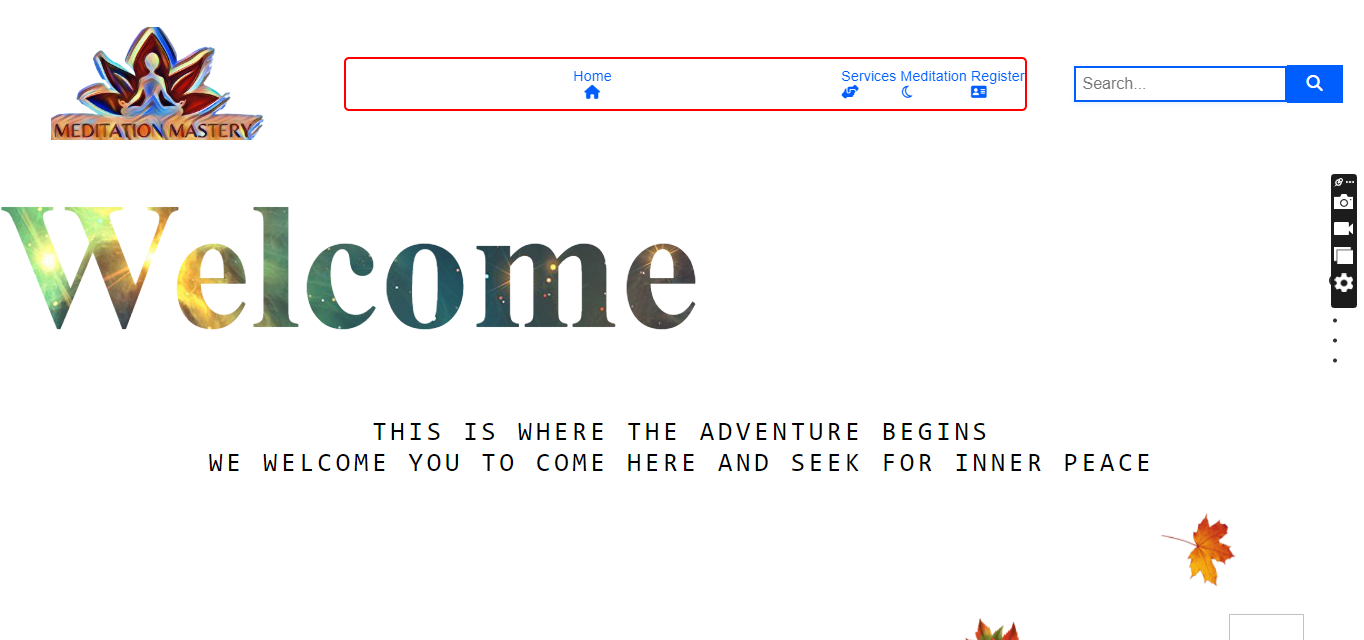 MEDITATION MASTERY
Home
Services Meditation Register
Search...
Welcome
THIS IS WHERE THE ADVENTURE BEGINS
WE WELCOME YOU TO COME HERE AND SEEK FOR INNER PEACE